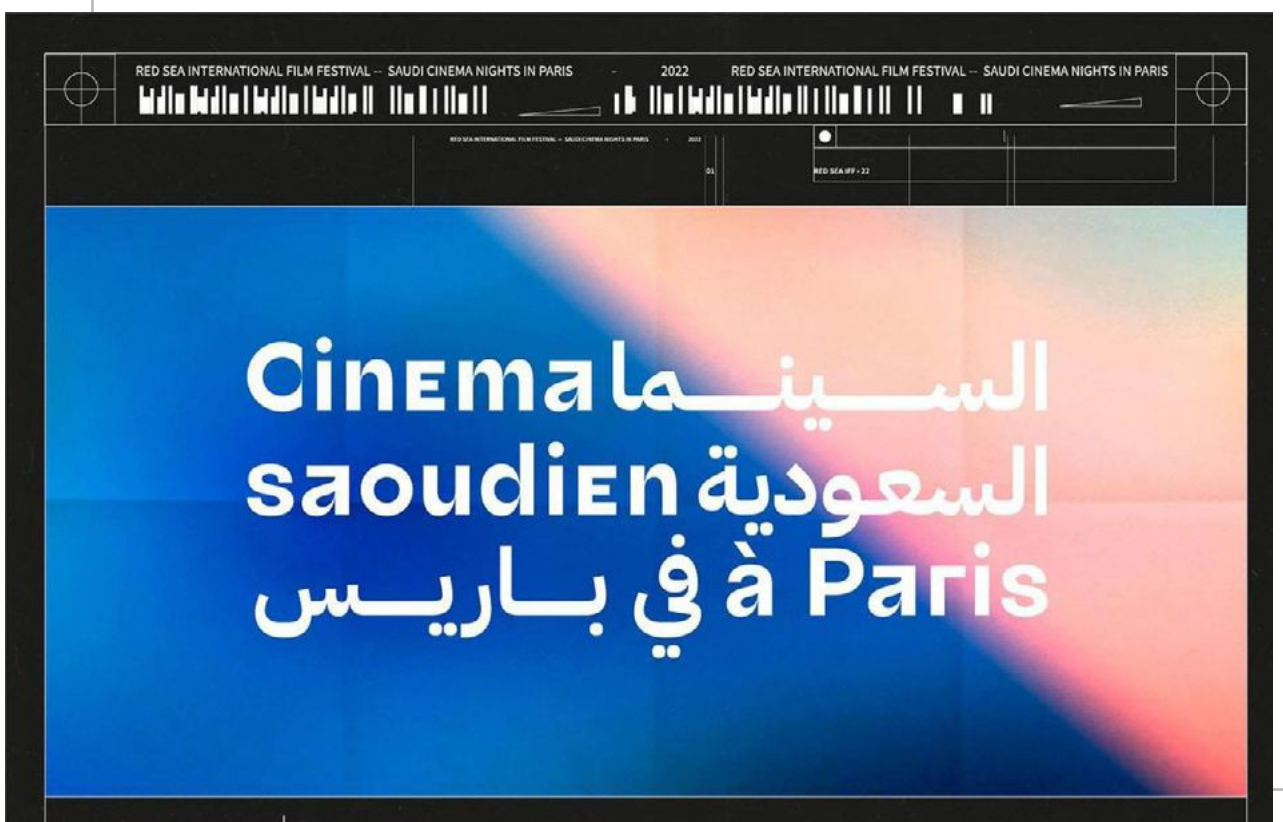 RED SEA INTERNATIONAL FILM FESTIVAL -- SAUDI CINEMA NIGHTS IN PARIS - 2022 RED SEA INTERNATIONAL FILM FESTIVAL -- SAUDI CINEMA NIGHTS IN PARIS
RED SEA INTERNATIONAL FILM FESTIVAL -- SAUDI CINEMA NIGHTS IN PARIS - 2022
01
RED SEA IFF - 22
Cinema السينما
saoudien السعودية
في باريس à Paris